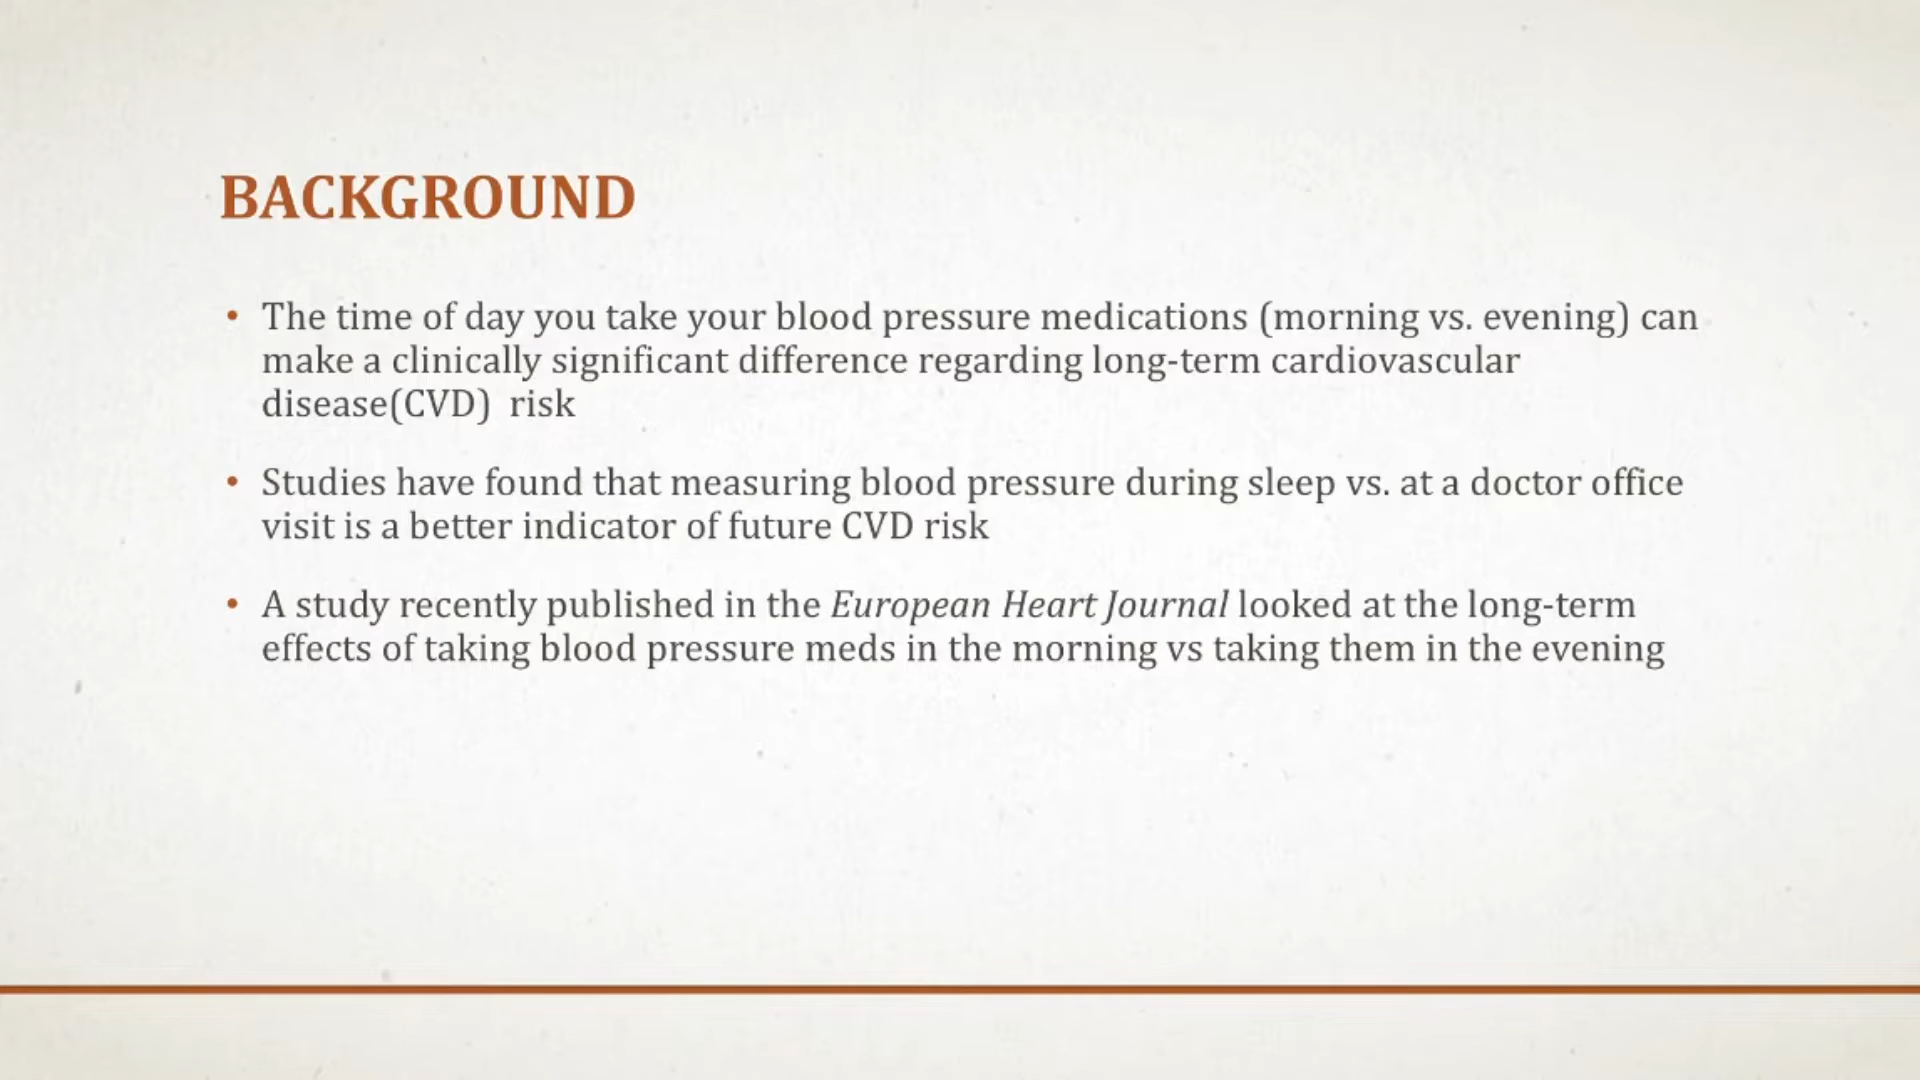 BACKGROUND
• The time of day you take your blood pressure medications (morning vs. evening) can
make a clinically significant difference regarding long-term cardiovascular
disease(CVD)  risk
• Studies have found that measuring blood pressure during sleep vs. at a doctor office
visit is a better indicator of future CVD risk
• A study recently published in the European Heart Journal looked at the long-term
effects of taking blood pressure meds in the morning vs taking them in the evening